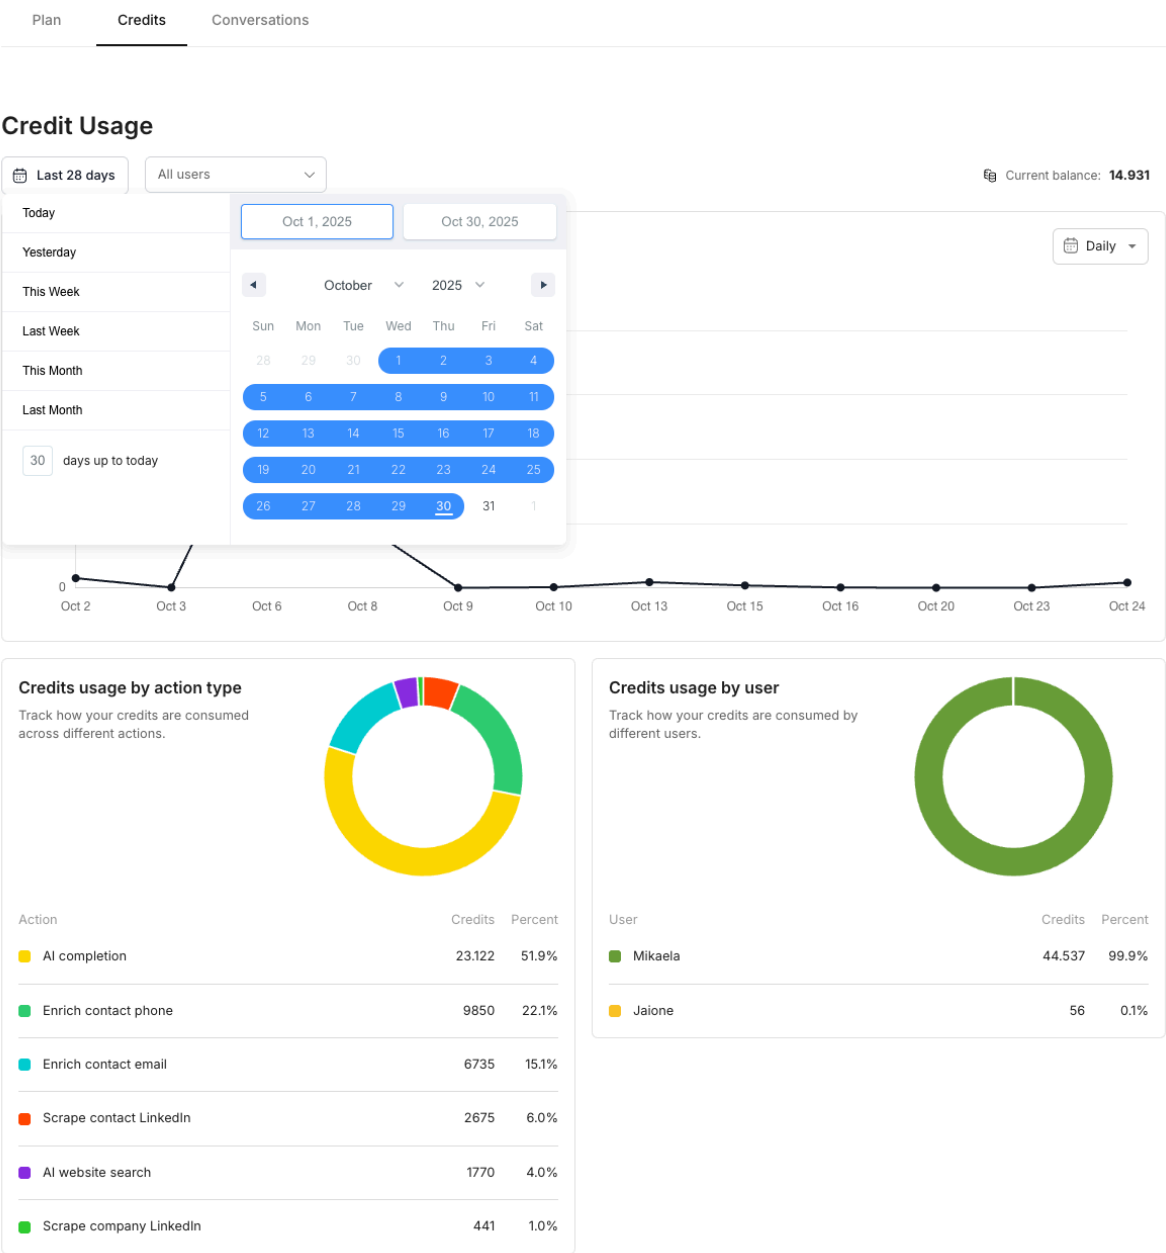 Plan Credits Conversations
Credit Usage
Last 28 days All users Current balance: 14.931
Today
Yesterday
This Week
Last Week
This Month
Last Month
30 days up to today
Oct 1, 2025 Oct 30, 2025
October 2025
Sun Mon Tue Wed Thu Fri Sat
28 29 30 1 2 3 4
5 6 7 8 9 10 11
12 13 14 15 16 17 18
19 20 21 22 23 24 25
26 27 28 29 30 31 1
Daily
0
Oct 2 Oct 3 Oct 6 Oct 8 Oct 9 Oct 10 Oct 13 Oct 15 Oct 16 Oct 20 Oct 23 Oct 24
Credits usage by action type
Track how your credits are consumed
across different actions.
Action Credits Percent
AI completion 23.122 51.9%
Enrich contact phone 9850 22.1%
Enrich contact email 6735 15.1%
Scrape contact LinkedIn 2675 6.0%
AI website search 1770 4.0%
Scrape company LinkedIn 441 1.0%
Credits usage by user
Track how your credits are consumed by
different users.
User Credits Percent
Mikaela 44.537 99.9%
Jaione 56 0.1%